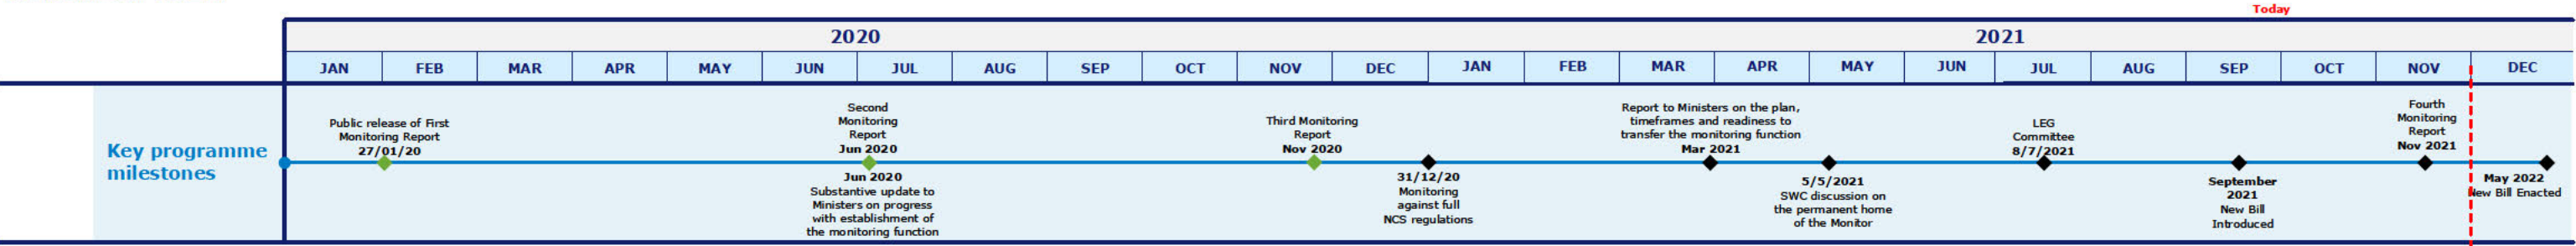 Today
2020
2021
JAN FEB MAR APR MAY JUN JUL AUG SEP OCT NOV DEC JAN FEB MAR APR MAY JUN JUL AUG SEP OCT NOV DEC
Key programme
milestones
Public release of First
Monitoring Report
27/01/20
Second
Monitoring
Report
Jun 2020
Jun 2020
Substantive update to
Ministers on progress
with establishment of
the monitoring function
Third Monitoring
Report
Nov 2020
31/12/20
Monitoring
against full
NCS regulations
Report to Ministers on the plan,
timeframes and readiness to
transfer the monitoring function
Mar 2021
5/5/2021
SWC discussion on
the permanent home
of the Monitor
LEG
Committee
8/7/2021
September
2021
New Bill
Introduced
Fourth
Monitoring
Report
Nov 2021
May 2022
New Bill Enacted